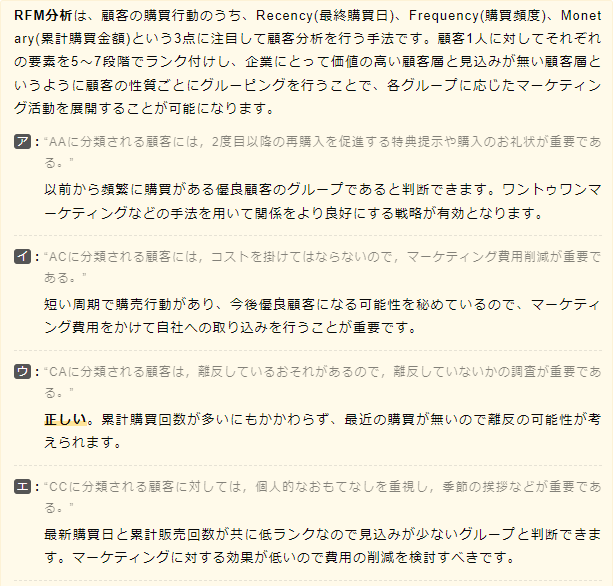 RFM分析は、顧客の購買行動のうち、Recency(最終購買日)、Frequency(購買頻度)、Monet
ary(累計購買金額)という3点に注目して顧客分析を行う手法です。顧客1人に対してそれぞれ
の要素を5〜7段階でランク付けし、企業にとって価値の高い顧客層と見込みが無い顧客層と
いうように顧客の性質ごとにグルーピングを行うことで、各グループに応じたマーケティン
グ活動を展開することが可能になります。
ア："AAに分類される顧客には，2度目以降の再購入を促進する特典提示や購入のお礼状が重要であ
る。"
以前から頻繁に購買がある優良顧客のグループであると判断できます。ワントゥワンマ
ーケティングなどの手法を用いて関係をより良好にする戦略が有効となります。
イ："ACに分類される顧客には，コストを掛けてはならないので，マーケティング費用削減が重要で
ある。"
短い周期で購売行動があり、今後優良顧客になる可能性を秘めているので、マーケティ
ング費用をかけて自社への取り込みを行うことが重要です。
ウ："CAに分類される顧客は，離反しているおそれがあるので，離反していないかの調査が重要であ
る。"
正しい。累計購買回数が多いにもかかわらず、最近の購買が無いので離反の可能性が考
えられます。
エ："CCに分類される顧客に対しては，個人的なおもてなしを重視し，季節の挨拶などが重要であ
る。"
最新購買日と累計販売回数が共に低ランクなので見込みが少ないグループと判断できま
す。マーケティングに対する効果が低いので費用の削減を検討すべきです。